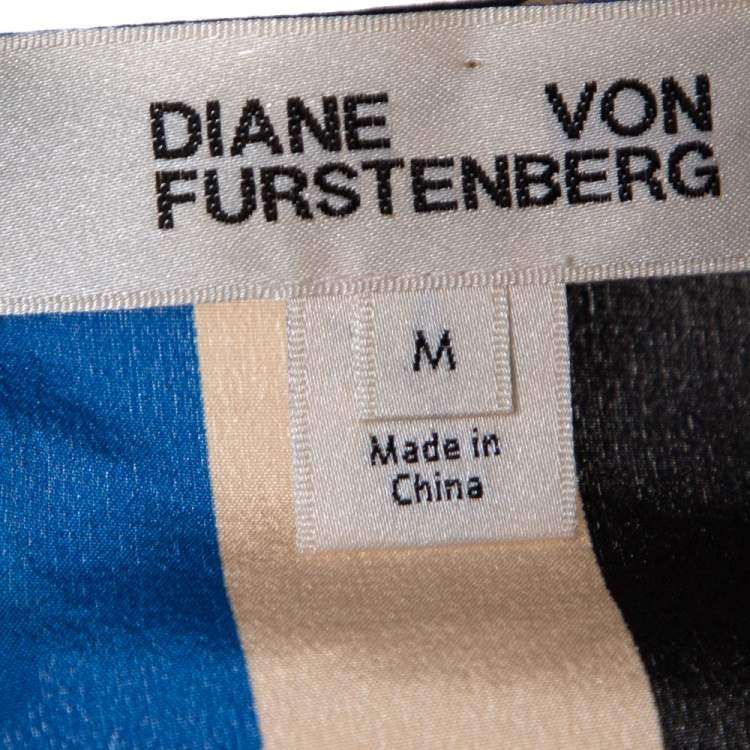 DIANE VON
FURSTENBERG
M
Made in
China